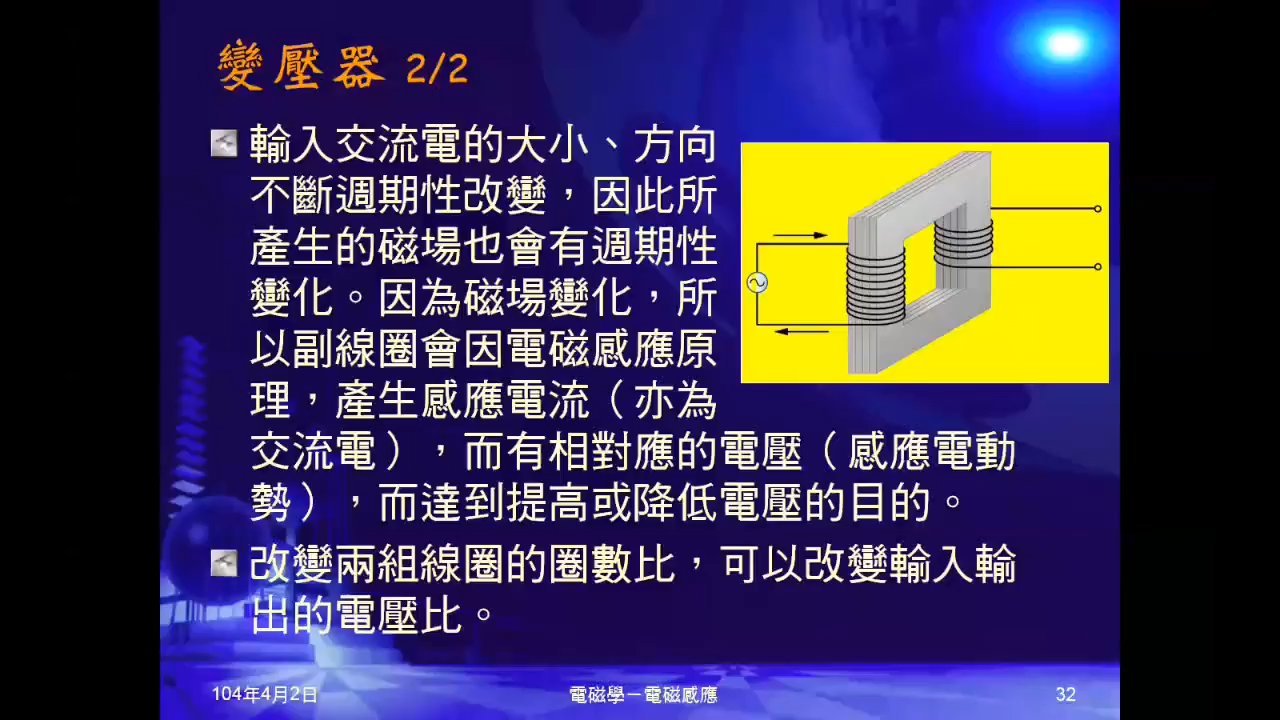 變壓器 2/2
輸入交流電的大小、方向
不斷週期性改變，因此所
產生的磁場也會有週期性
變化。因為磁場變化，所
以副線圈會因電磁感應原
理，產生感應電流（亦為
交流電），而有相對應的電壓（感應電動
勢），而達到提高或降低電壓的目的。
改變兩組線圈的圈數比，可以改變輸入輸
出的電壓比。
104年4月2日
電磁學－電磁感應
32